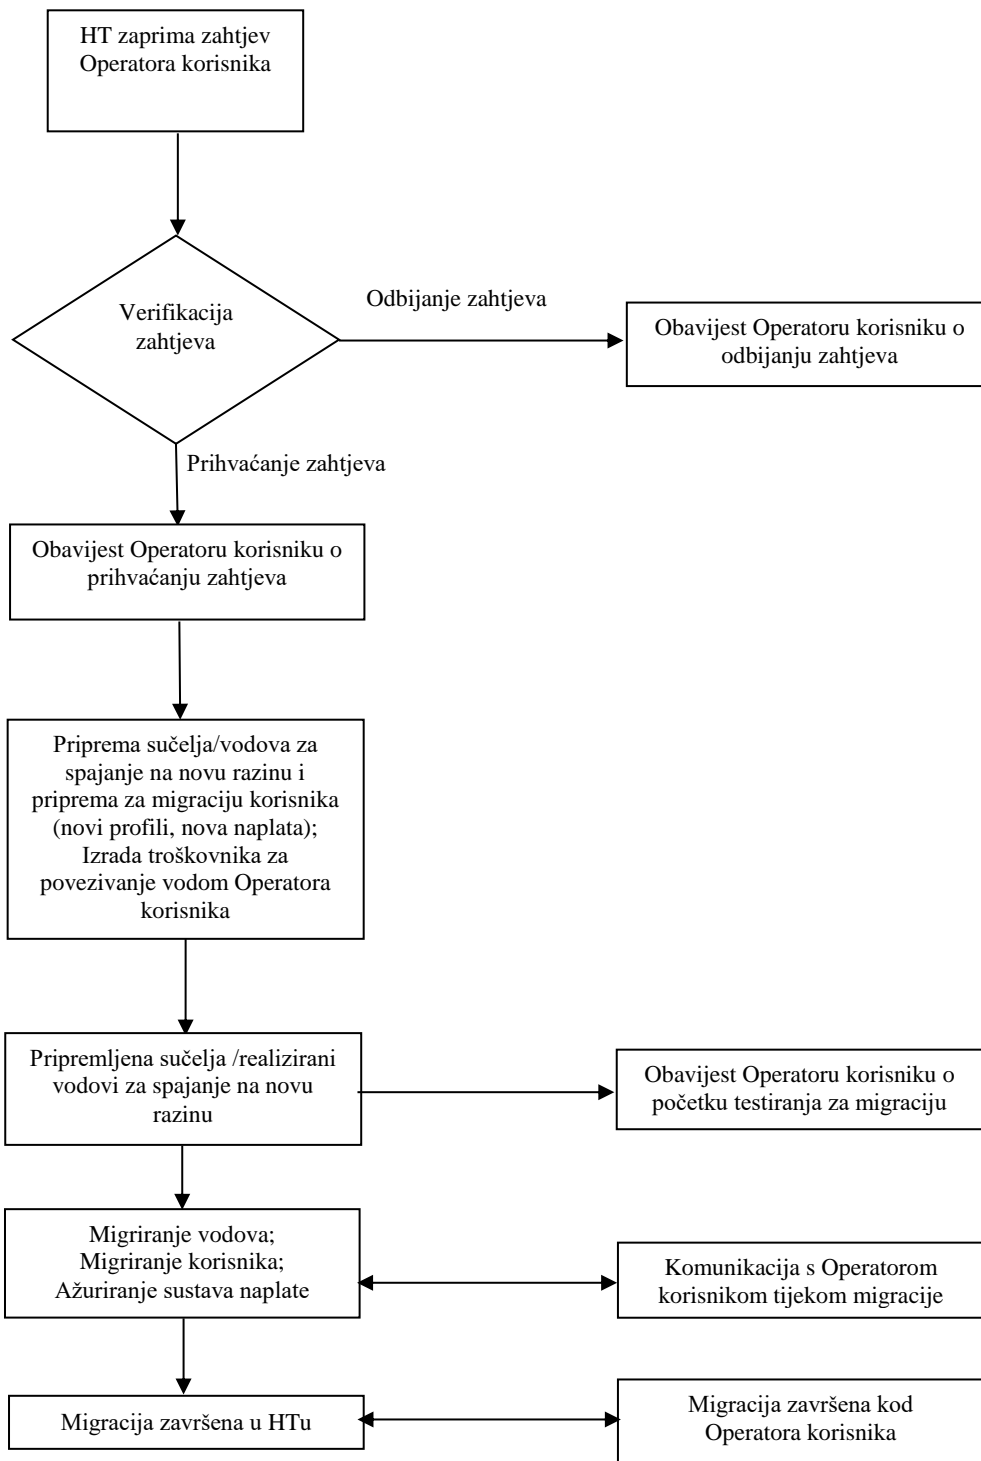 HT zaprima zahtjev
Operatora korisnika
Verifikacija
zahtjeva
Odbijanje zahtjeva
Obavijest Operatoru korisniku o
odbijanju zahtjeva
Prihvaćanje zahtjeva
Obavijest Operatoru korisniku o
prihvaćanju zahtjeva
Priprema sučelja/vodova za
spajanje na novu razinu i
priprema za migraciju korisnika
(novi profili, nova naplata);
Izrada troškovnika za
povezivanje vodom Operatora
korisnika
Pripremljena sučelja /realizirani
vodovi za spajanje na novu
razinu
Obavijest Operatoru korisniku o
početku testiranja za migraciju
Migriranje vodova;
Migriranje korisnika;
Ažuriranje sustava naplate
Komunikacija s Operatorom
korisnikom tijekom migracije
Migracija završena u HTu
Migracija završena kod
Operatora korisnika